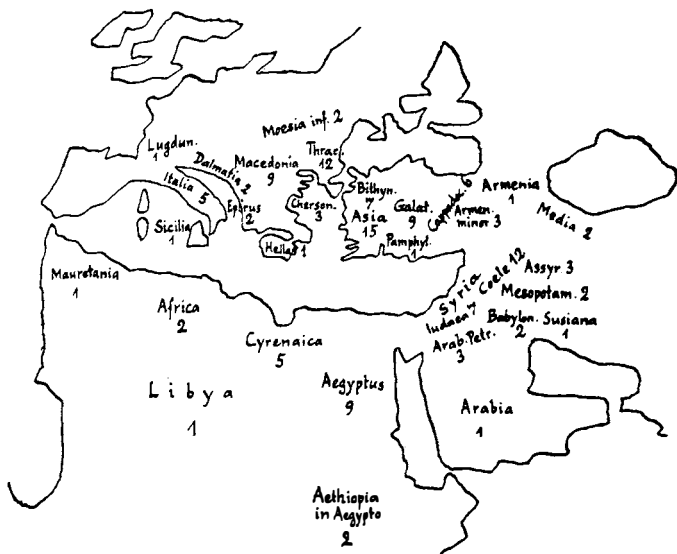 Moesia inf. 2
Lugdun.
1
Thrac.
12
Dalmatia 2
Macedonia
9
Italia 5
Epirus
2
Cherson.
3
Bithyn.
7
Asia
15
Galat.
9
Cappadoc. 6
Armen.
minor 3
Armenia
1
Media 2
Sicilia
1
Hellas 1
Pamphyl.
1
Mauretania
1
Africa
2
Cyrenaica
5
Syria
Coele 12
Iudaea 7
Assyr. 3
Mesopotam. 2
Babylon.
2
Susiana
1
Arab. Petr.
3
Libya
1
Aegyptus
9
Arabia
1
Aethiopia
in Aegypto
2